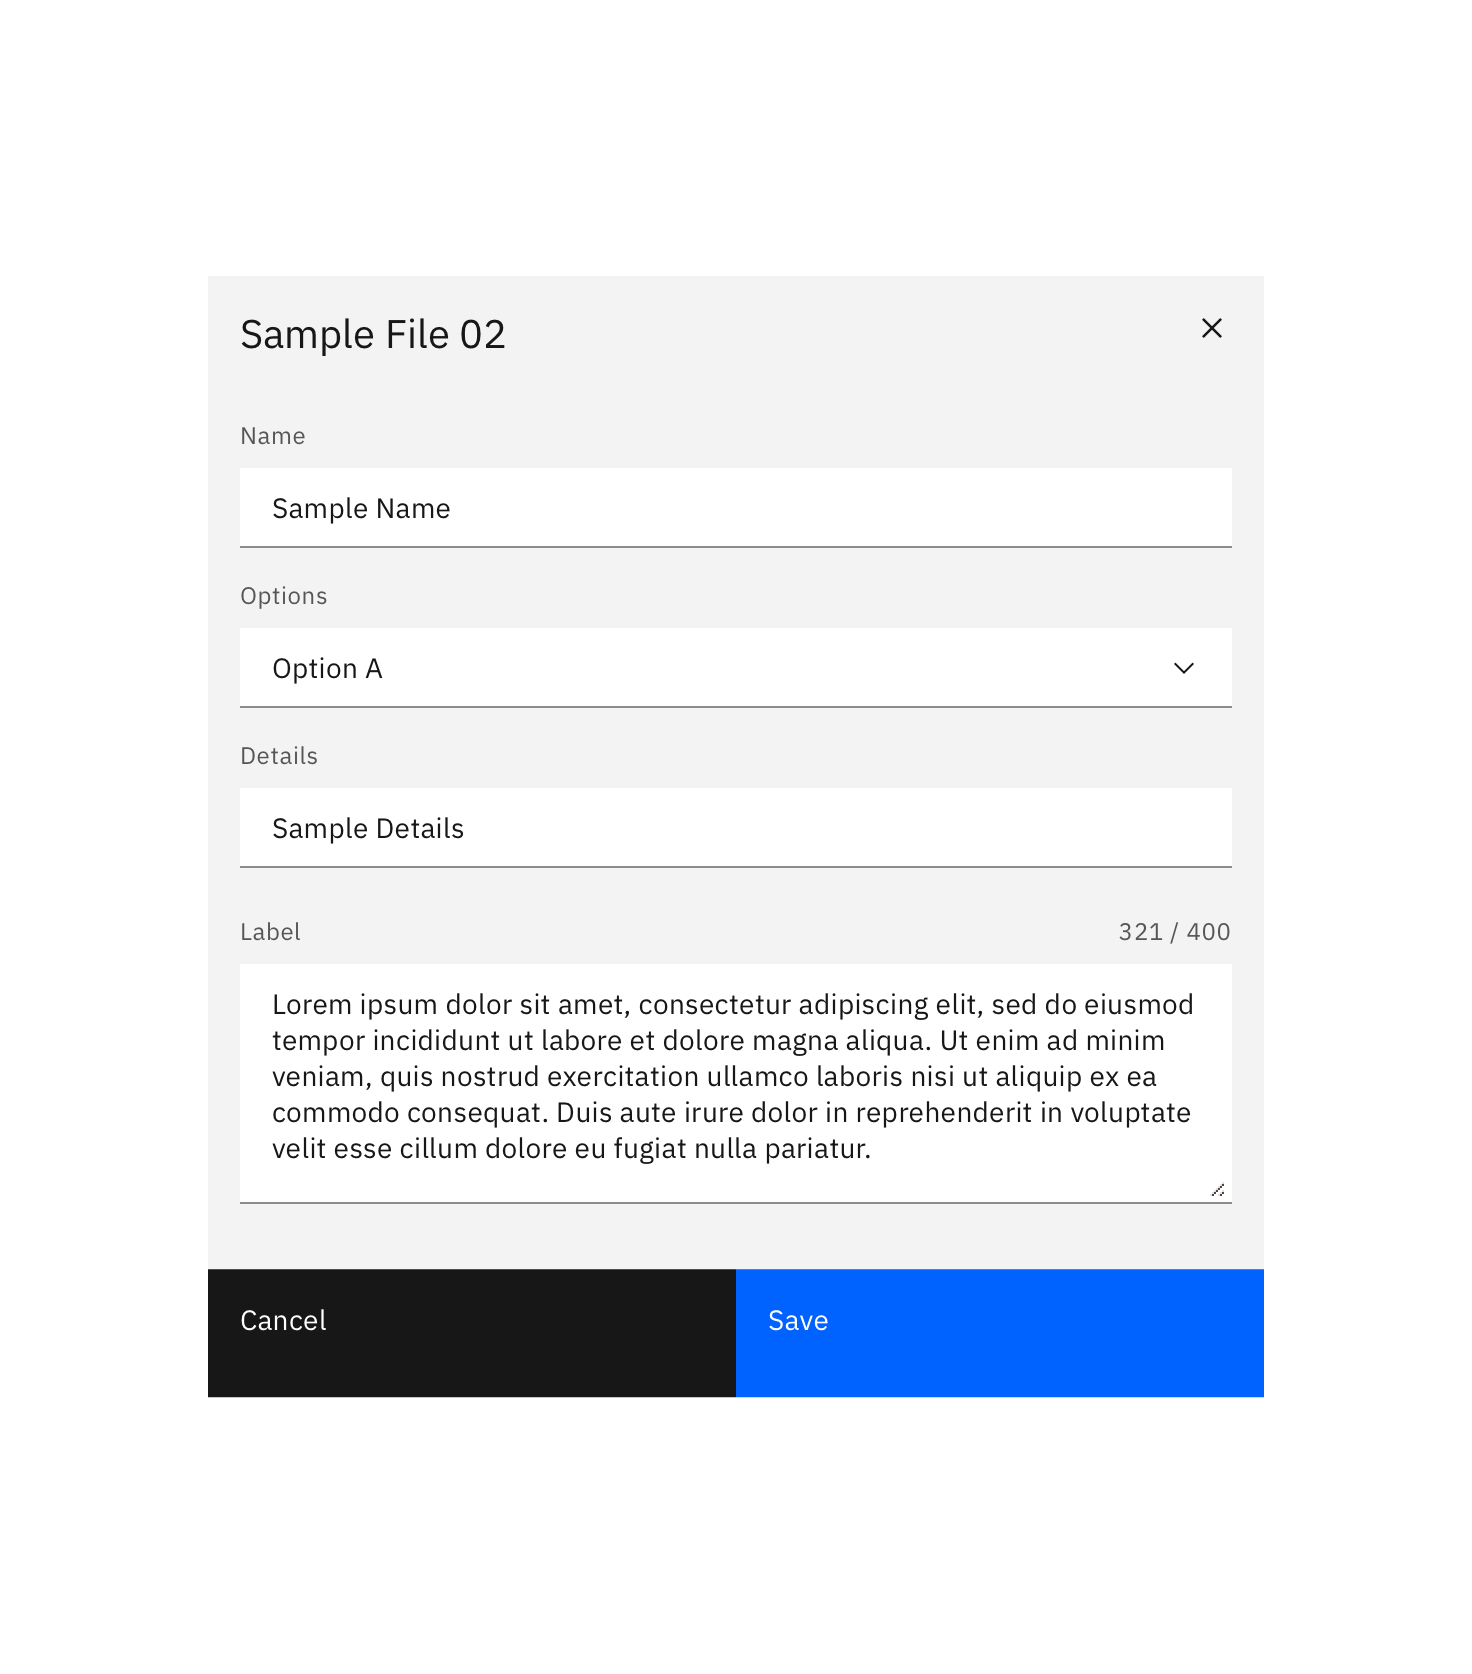 Sample File 02
Name
Sample Name
Options
Option A
Details
Sample Details
Label 321 / 400
Lorem ipsum dolor sit amet, consectetur adipiscing elit, sed do eiusmod
tempor incididunt ut labore et dolore magna aliqua. Ut enim ad minim
veniam, quis nostrud exercitation ullamco laboris nisi ut aliquip ex ea
commodo consequat. Duis aute irure dolor in reprehenderit in voluptate
velit esse cillum dolore eu fugiat nulla pariatur.
Cancel Save